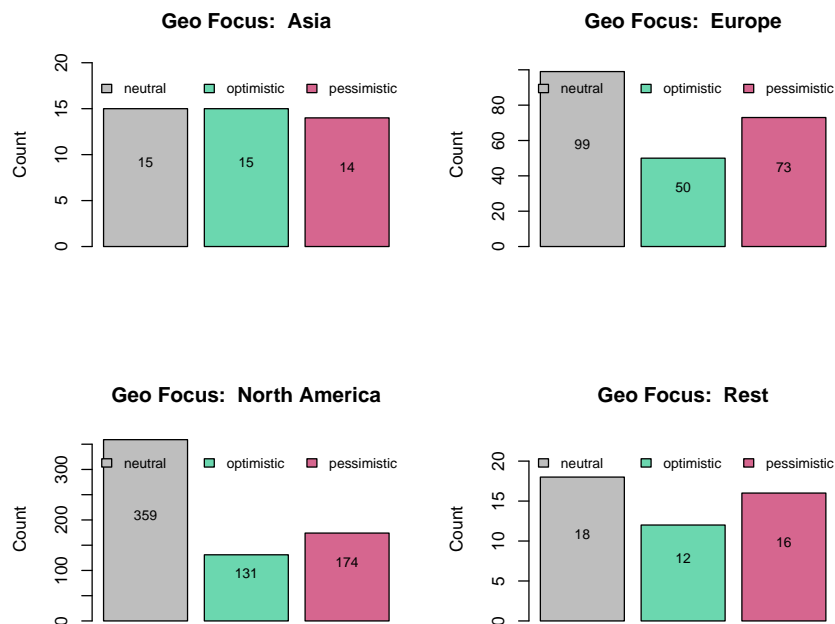 Geo Focus: Asia
Count
0
5
10
15
20
neutral
optimistic
pessimistic
15
15
14
Geo Focus: Europe
Count
0
20
40
60
80
neutral
optimistic
pessimistic
99
50
73
Geo Focus: North America
Count
0
100
200
300
neutral
optimistic
pessimistic
359
131
174
Geo Focus: Rest
Count
0
5
10
15
20
neutral
optimistic
pessimistic
18
12
16